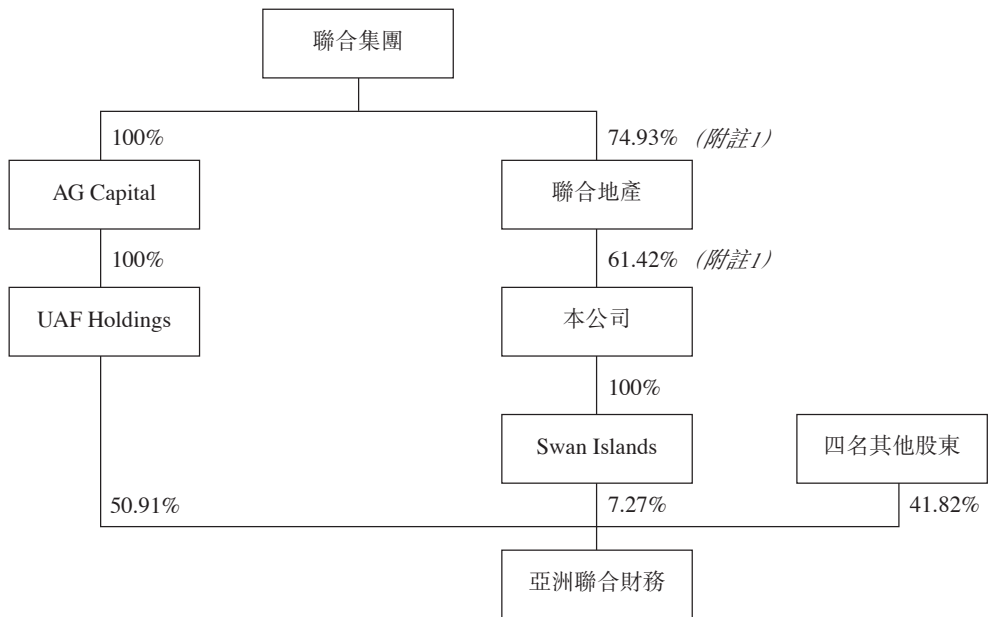 聯合集團
100%
74.93% （附註1）
AG Capital
聯合地產
100%
61.42% （附註1）
UAF Holdings
本公司
100%
Swan Islands
四名其他股東
50.91%
7.27%
41.82%
亞洲聯合財務